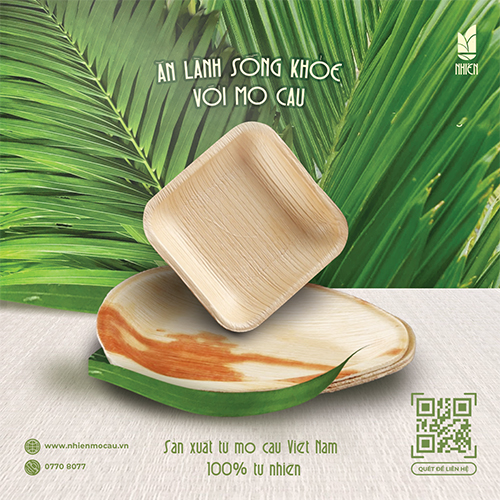 ĂN LÀNH SỐNG KHỎE
VỚI MO CAU
NHIÊN
www.nhienmocau.vn
0770 8077
Sản xuất từ mo cau Việt Nam
100% tự nhiên
QUÉT ĐỂ LIÊN HỆ